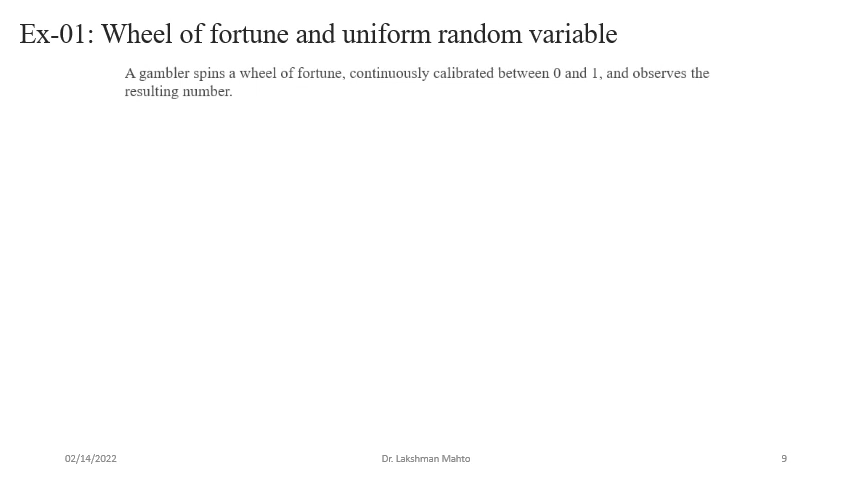 Ex-01: Wheel of fortune and uniform random variable
A gambler spins a wheel of fortune, continuously calibrated between 0 and 1, and observes the
resulting number.
02/14/2022
Dr. Lakshman Mahto
9